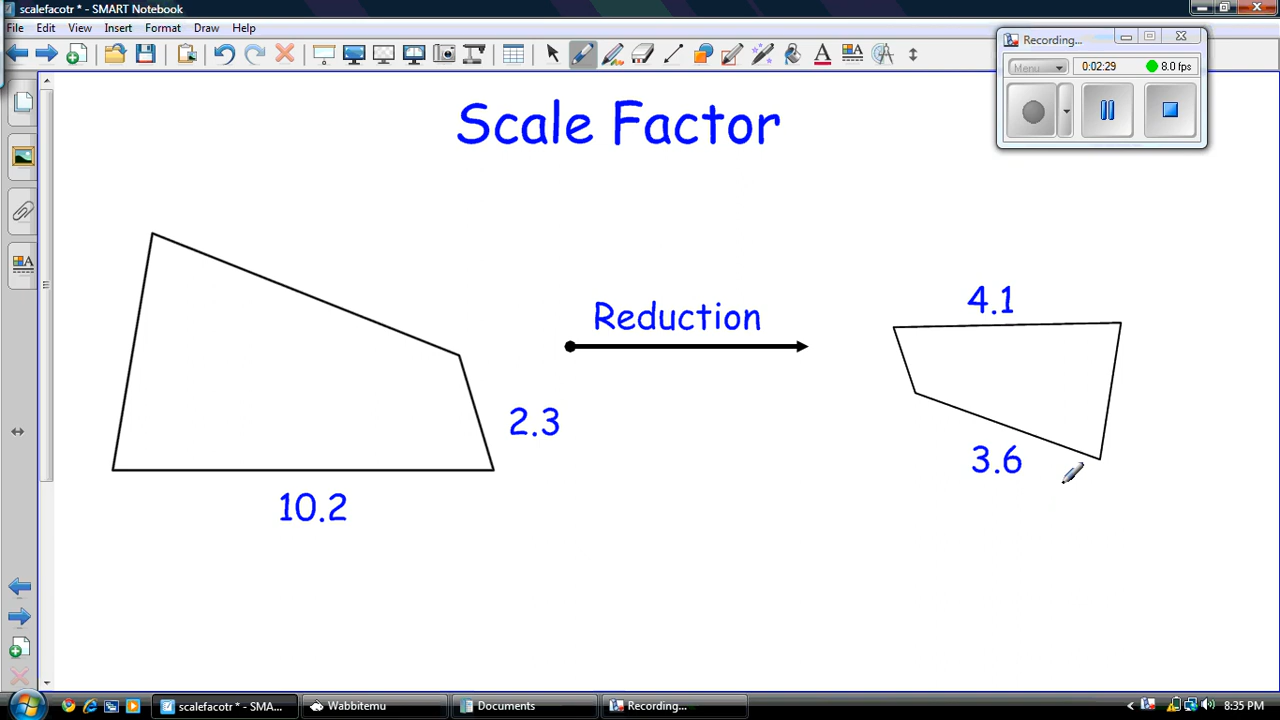 scalefacotr * - SMART Notebook
File Edit View Insert Format Draw Help
Recording...
Menu 0:02:29 8.0 fps
Scale Factor
Reduction
4.1
2.3
3.6
10.2
scalefacotr * - SMA...
Wabbitemu
Documents
Recording...
8:35 PM